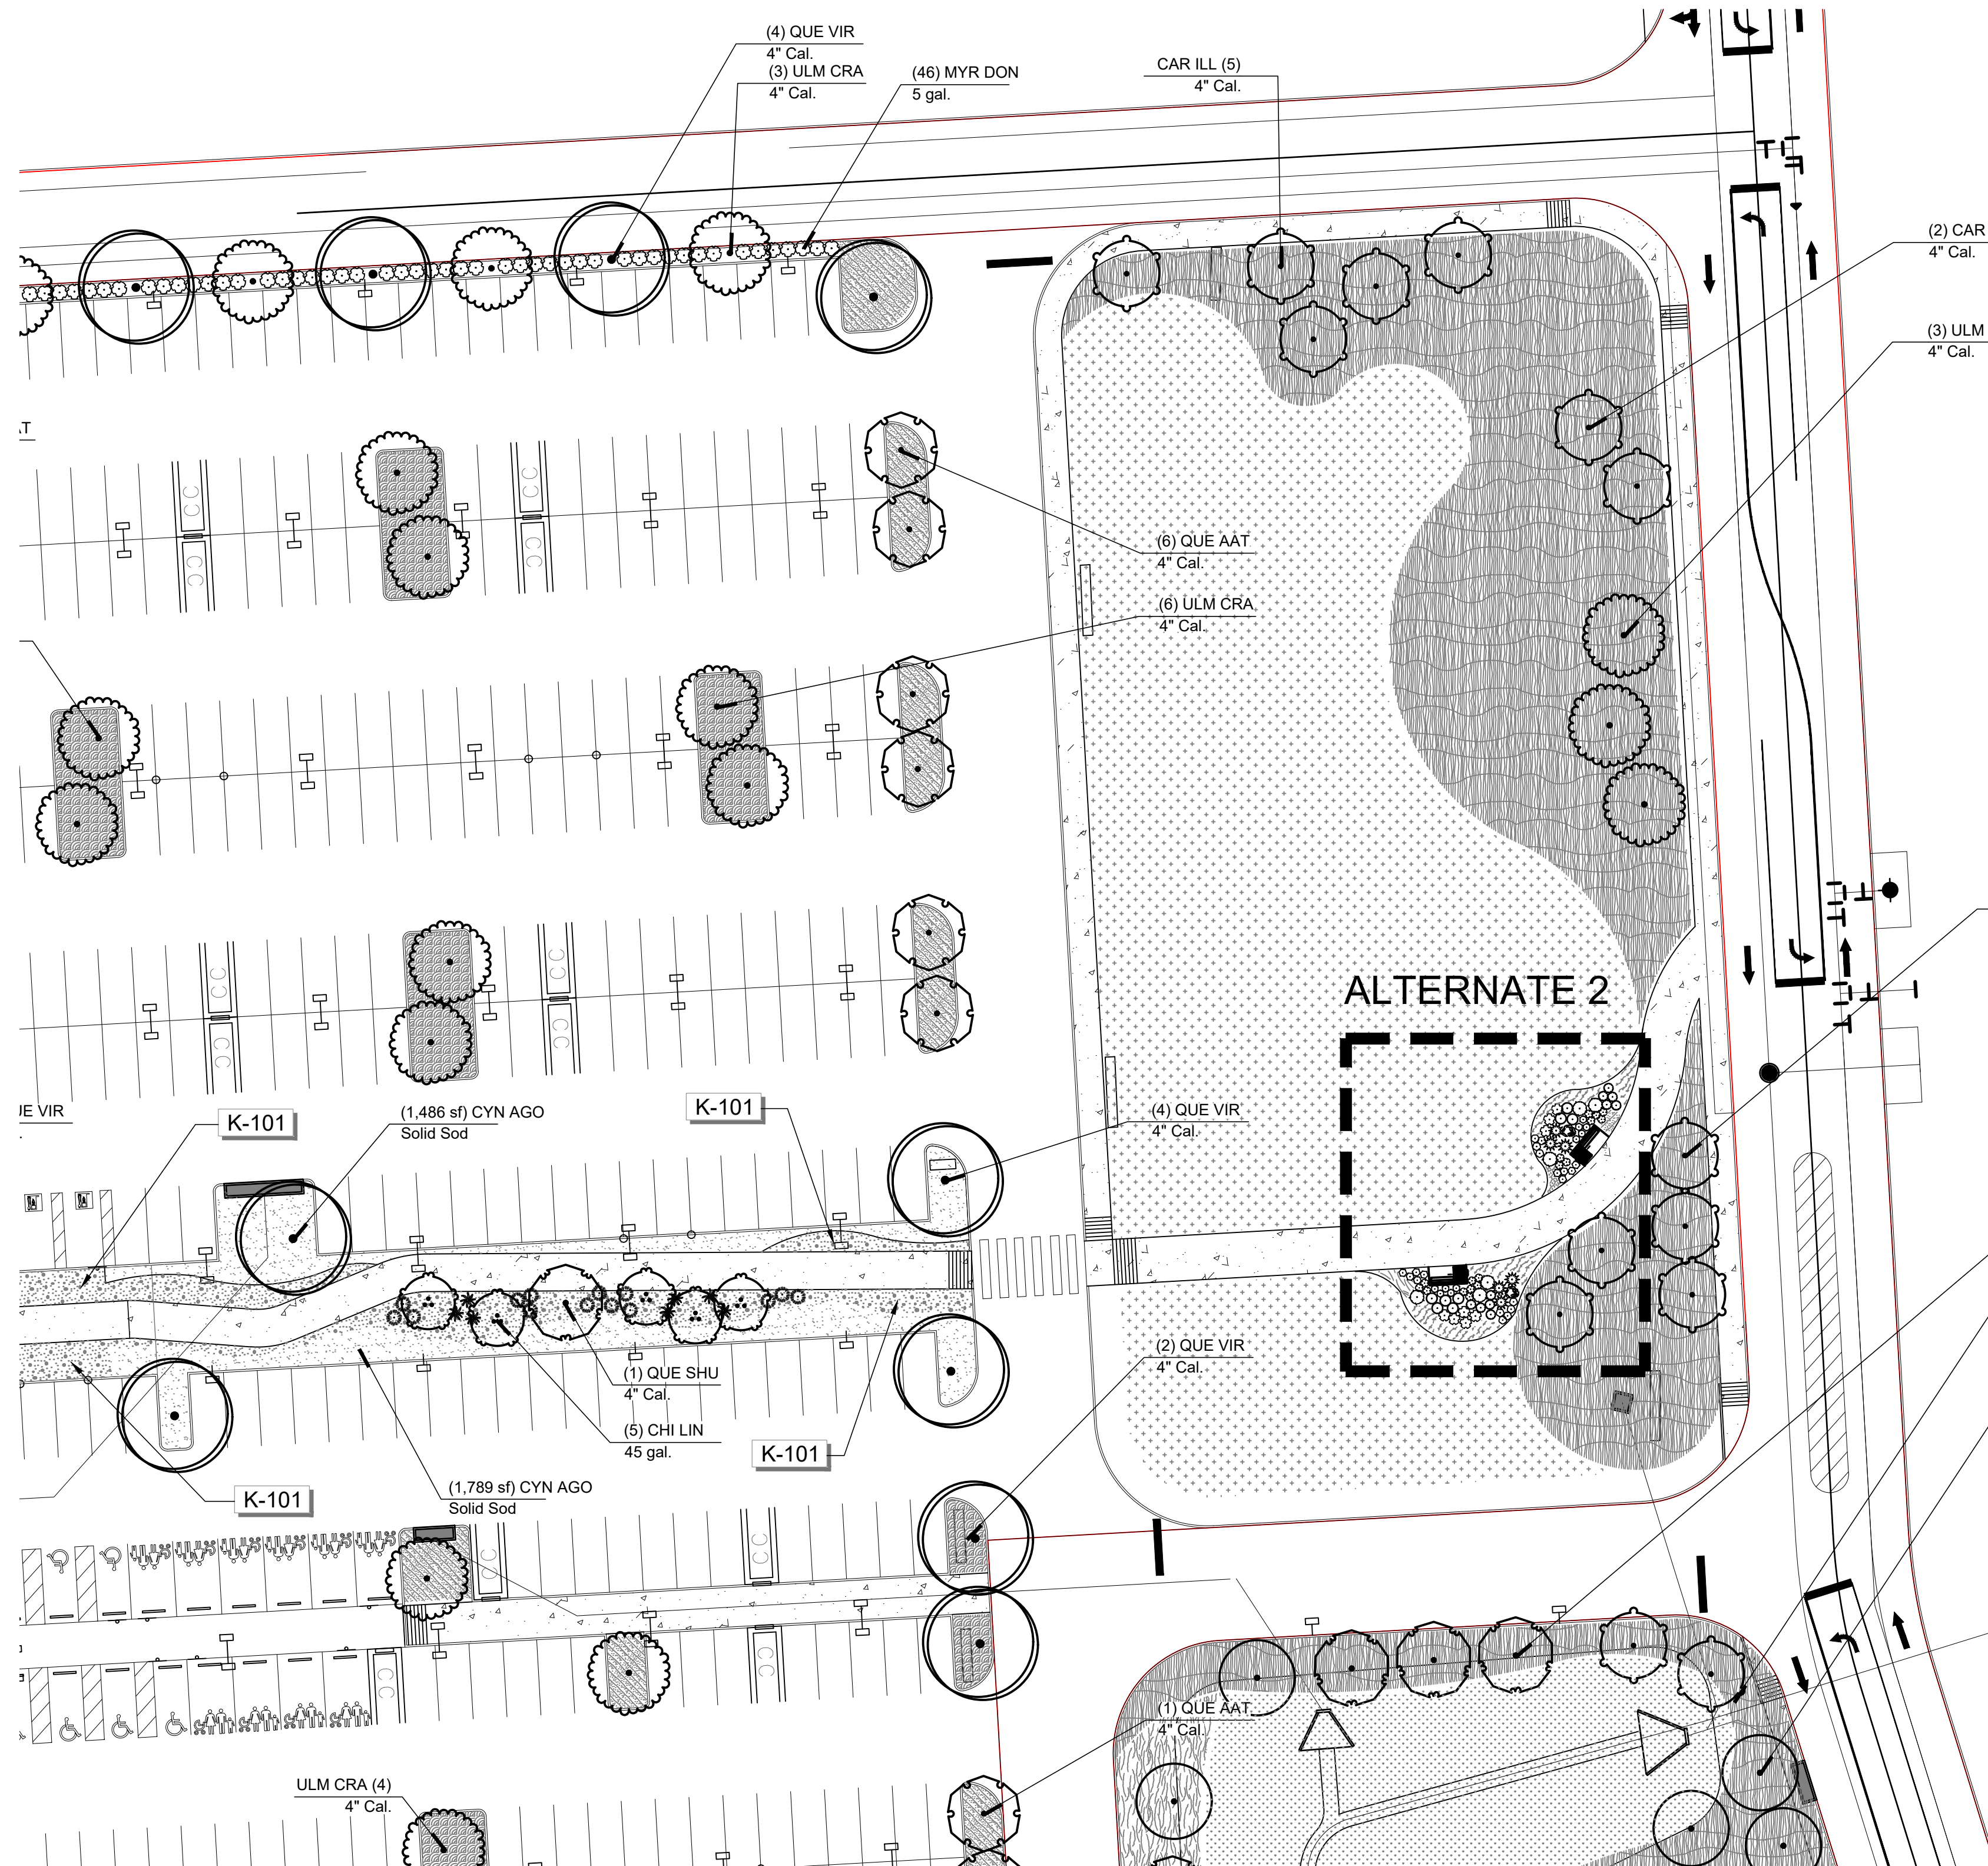 (4) QUE VIR
4" Cal.
(3) ULM CRA
4" Cal.
(46) MYR DON
5 gal.
CAR ILL (5)
4" Cal.
(2) CAR
4" Cal.
(3) ULM
4" Cal.
(6) QUE AAT
4" Cal.
(6) ULM CRA
4" Cal.
ALTERNATE 2
VIR
K-101
(1,486 sf) CYN AGO
Solid Sod
K-101
(4) QUE VIR
4" Cal.
(2) QUE VIR
4" Cal.
(1) QUE SHU
4" Cal.
(5) CHI LIN
45 gal.
K-101
K-101
(1,789 sf) CYN AGO
Solid Sod
(1) QUE AAT
4" Cal.
ULM CRA (4)
4" Cal.